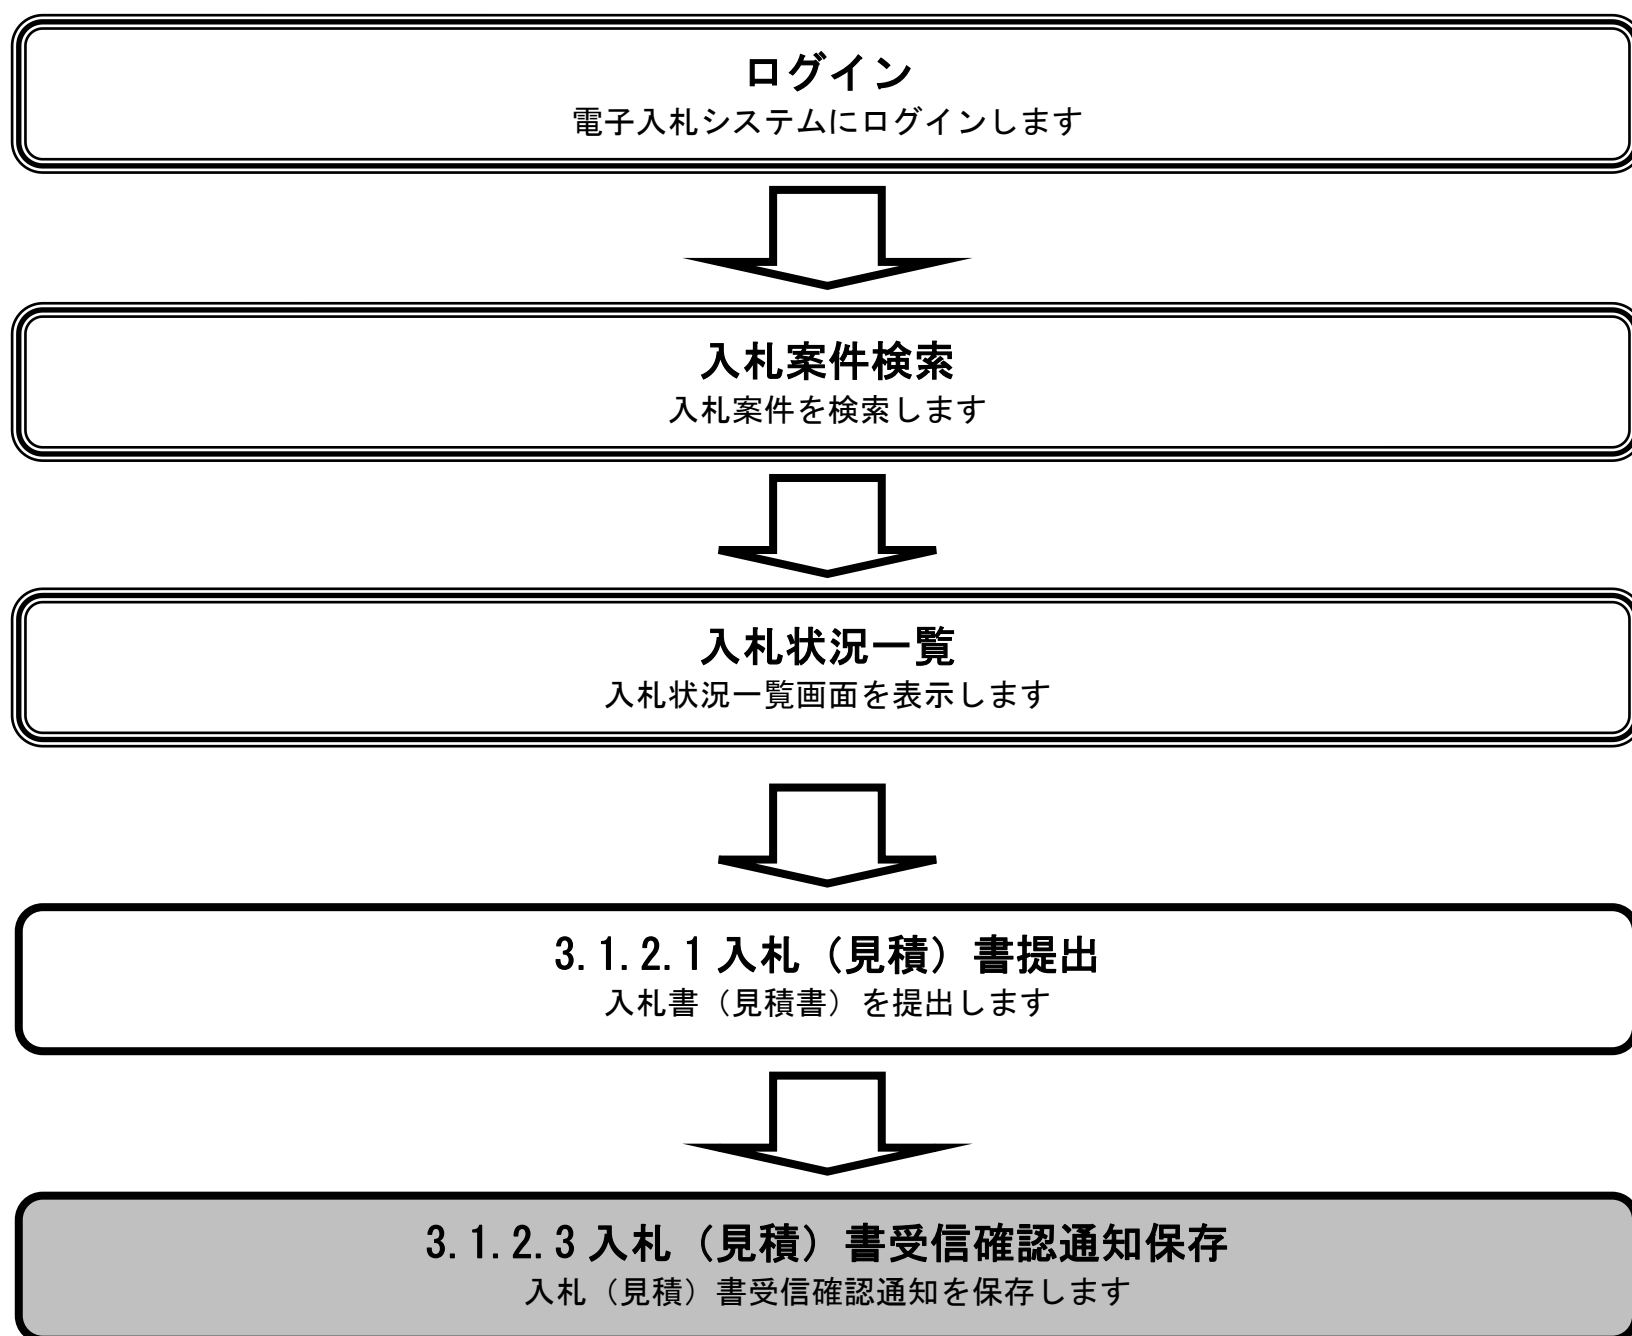 ログイン
電子入札システムにログインします
入札案件検索
入札案件を検索します
入札状況一覧
入札状況一覧画面を表示します
3.1.2.1入札（見積）書提出
入札書（見積書）を提出します
3.1.2.3入札（見積）書受信確認通知保存
入札（見積）書受信確認通知を保存します